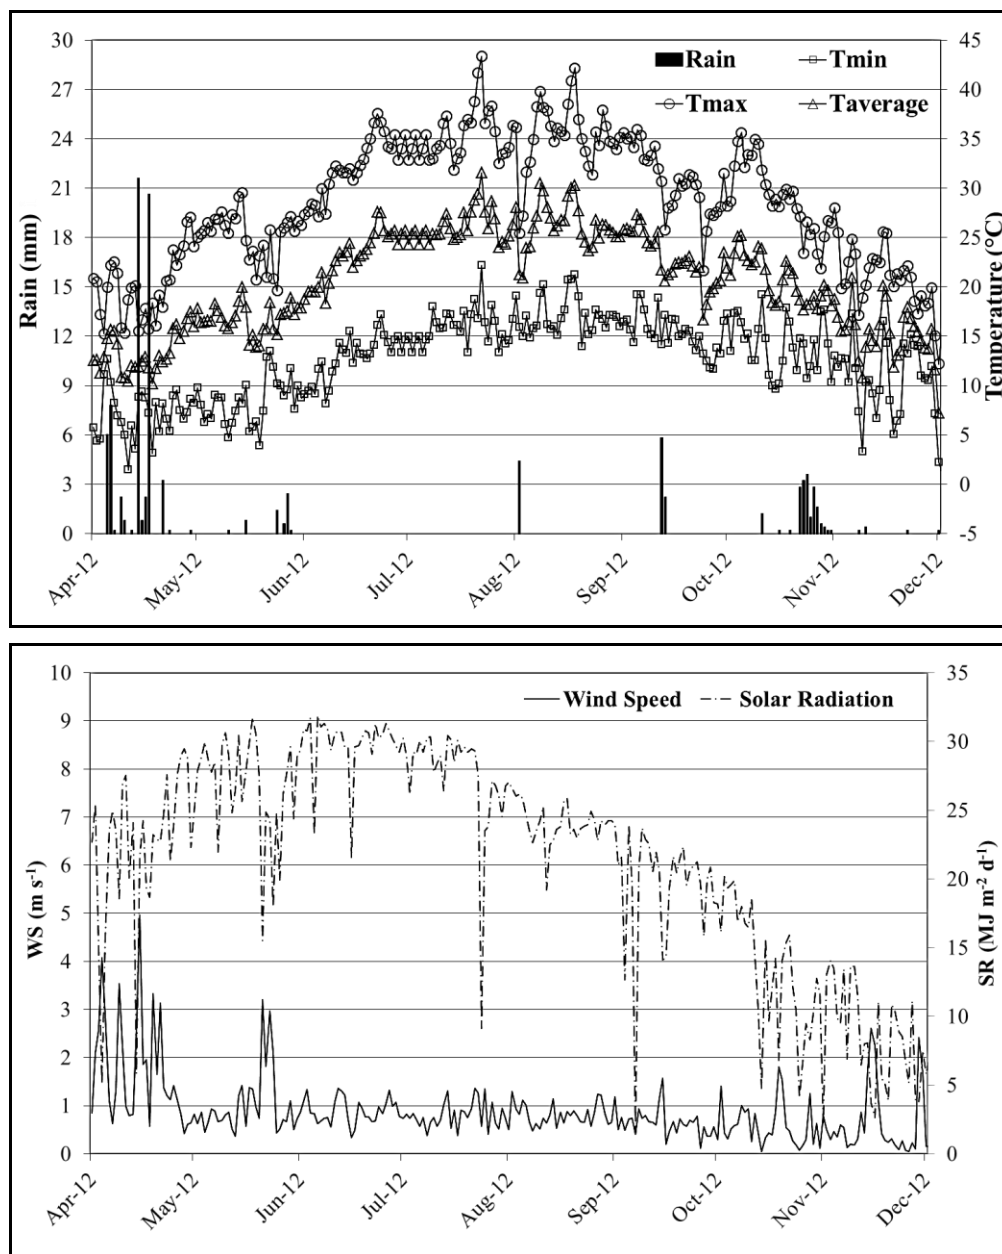 30
27
24
21
18
15
12
9
6
3
0
Rain (mm)
Rain
Tmin
Tmax
Taverage
45
40
35
30
25
20
15
10
5
0
-5
Temperature (°C)
Apr-12
May-12
Jun-12
Jul-12
Aug-12
Sep-12
Oct-12
Nov-12
Dec-12
10
9
8
7
6
5
4
3
2
1
0
WS (m s⁻¹)
Wind Speed
Solar Radiation
35
30
25
20
15
10
5
0
SR (MJ m⁻² d⁻¹)
Apr-12
May-12
Jun-12
Jul-12
Aug-12
Sep-12
Oct-12
Nov-12
Dec-12